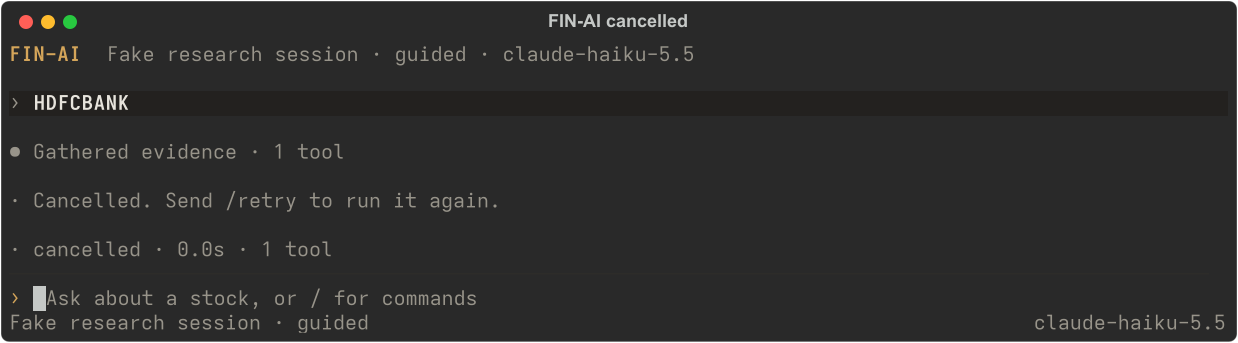 FIN-AI cancelled
FIN-AI Fake research session · guided · claude-haiku-5.5
› HDFCBANK
● Gathered evidence · 1 tool
· Cancelled. Send /retry to run it again.
· cancelled · 0.0s · 1 tool
› Ask about a stock, or / for commands
Fake research session · guided claude-haiku-5.5